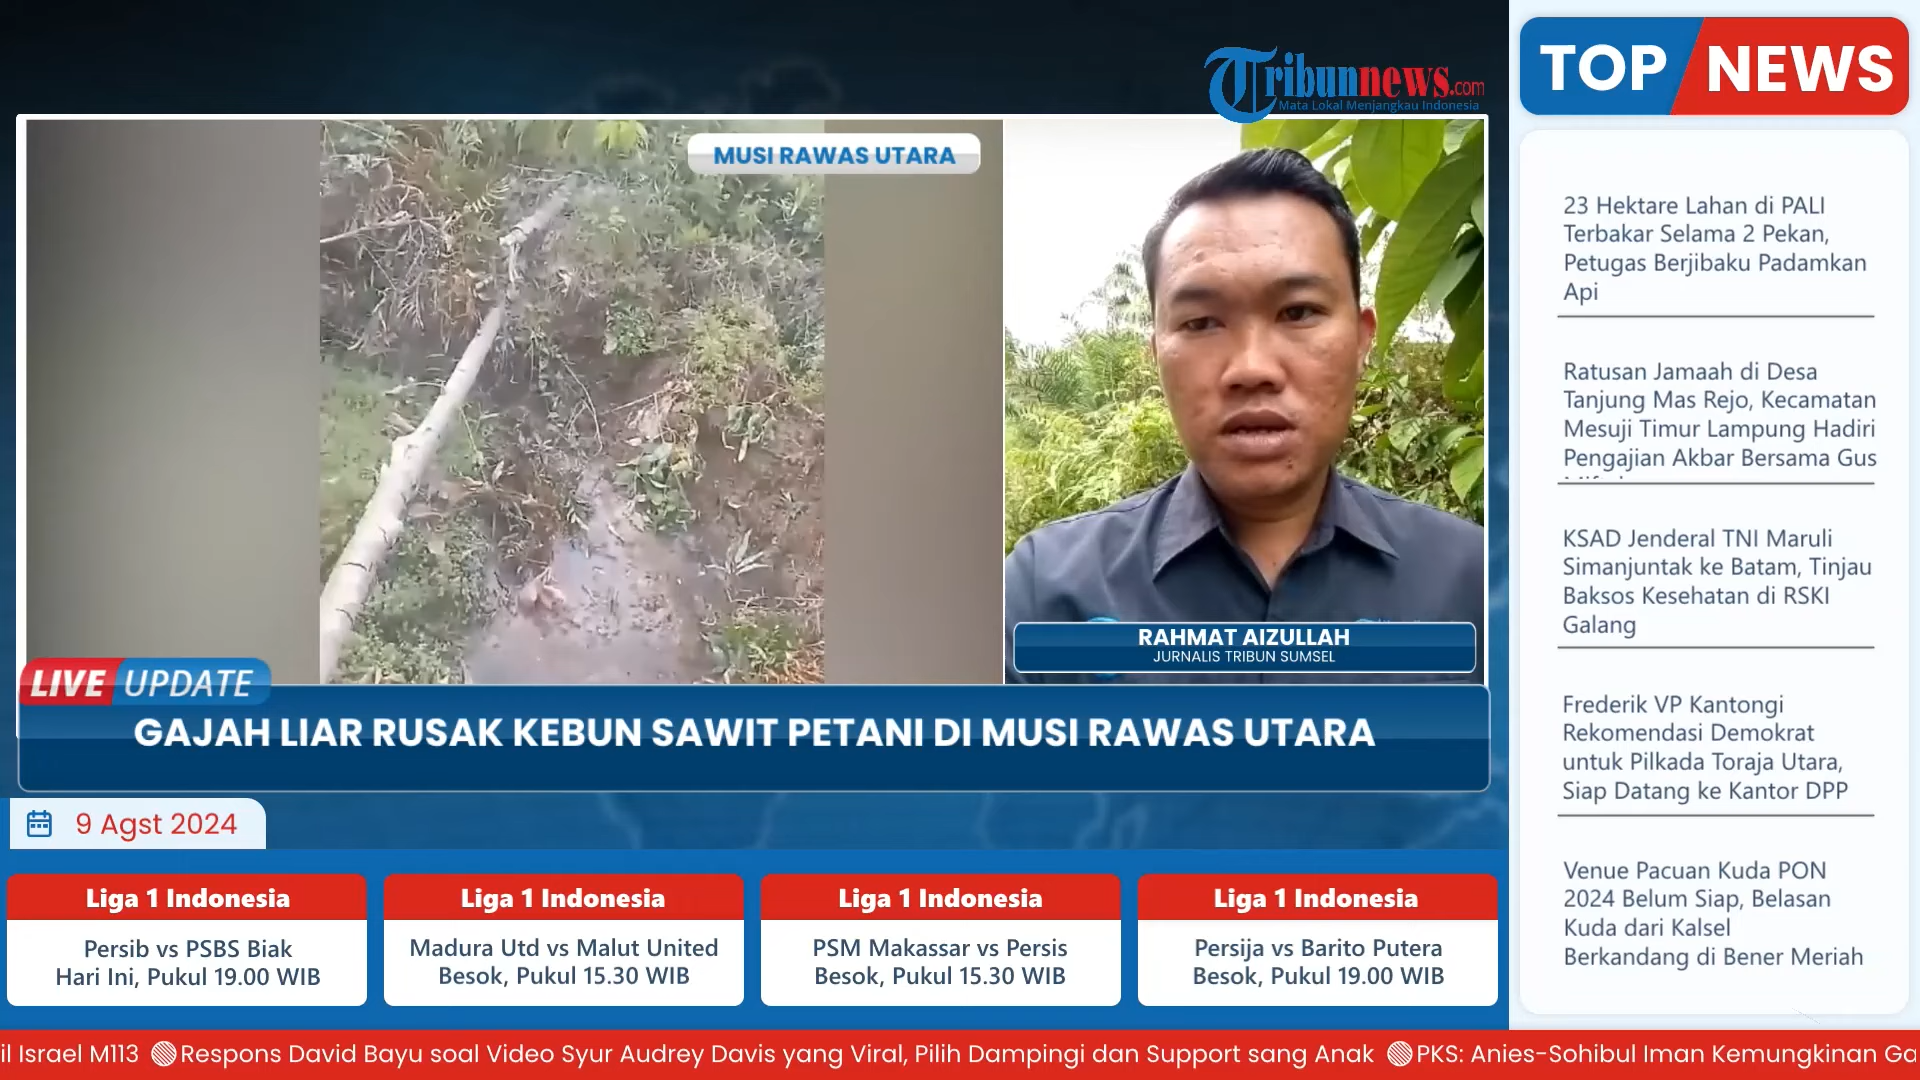 Tribunnews.com
Mata Lokal Menjangkau Indonesia
TOP NEWS
MUSI RAWAS UTARA
RAHMAT AIZULLAH
JURNALIS TRIBUN SUMSEL
LIVE UPDATE
GAJAH LIAR RUSAK KEBUN SAWIT PETANI DI MUSI RAWAS UTARA
9 Agst 2024
23 Hektare Lahan di PALI
Terbakar Selama 2 Pekan,
Petugas Berjibaku Padamkan
Api
Ratusan Jamaah di Desa
Tanjung Mas Rejo, Kecamatan
Mesuji Timur Lampung Hadiri
Pengajian Akbar Bersama Gus
KSAD Jenderal TNI Maruli
Simanjuntak ke Batam, Tinjau
Baksos Kesehatan di RSKI
Galang
Frederik VP Kantongi
Rekomendasi Demokrat
untuk Pilkada Toraja Utara,
Siap Datang ke Kantor DPP
Venue Pacuan Kuda PON
2024 Belum Siap, Belasan
Kuda dari Kalsel
Berkandang di Bener Meriah
Liga 1 Indonesia
Persib vs PSBS Biak
Hari Ini, Pukul 19.00 WIB
Liga 1 Indonesia
Madura Utd vs Malut United
Besok, Pukul 15.30 WIB
Liga 1 Indonesia
PSM Makassar vs Persis
Besok, Pukul 15.30 WIB
Liga 1 Indonesia
Persija vs Barito Putera
Besok, Pukul 19.00 WIB
il Israel M113 Respons David Bayu soal Video Syur Audrey Davis yang Viral, Pilih Dampingi dan Support sang Anak PKS: Anies-Sohibul Iman Kemungkinan Ga